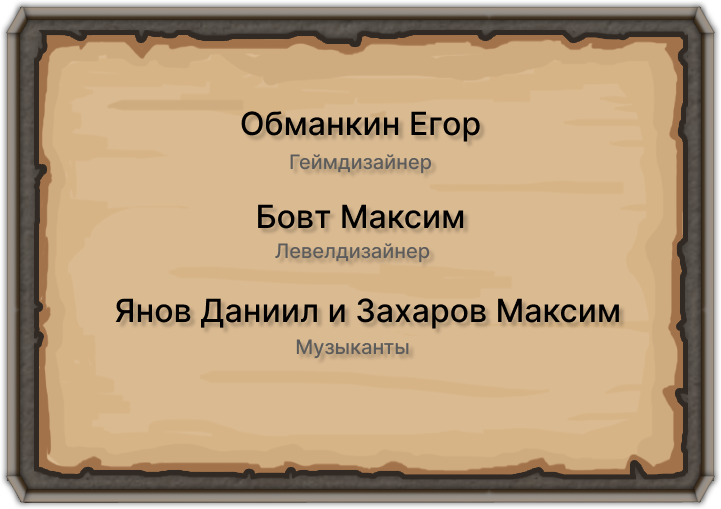 Обманкин Егор
Геймдизайнер
Бовт Максим
Левелдизайнер
Янов Даниил и Захаров Максим
Музыканты